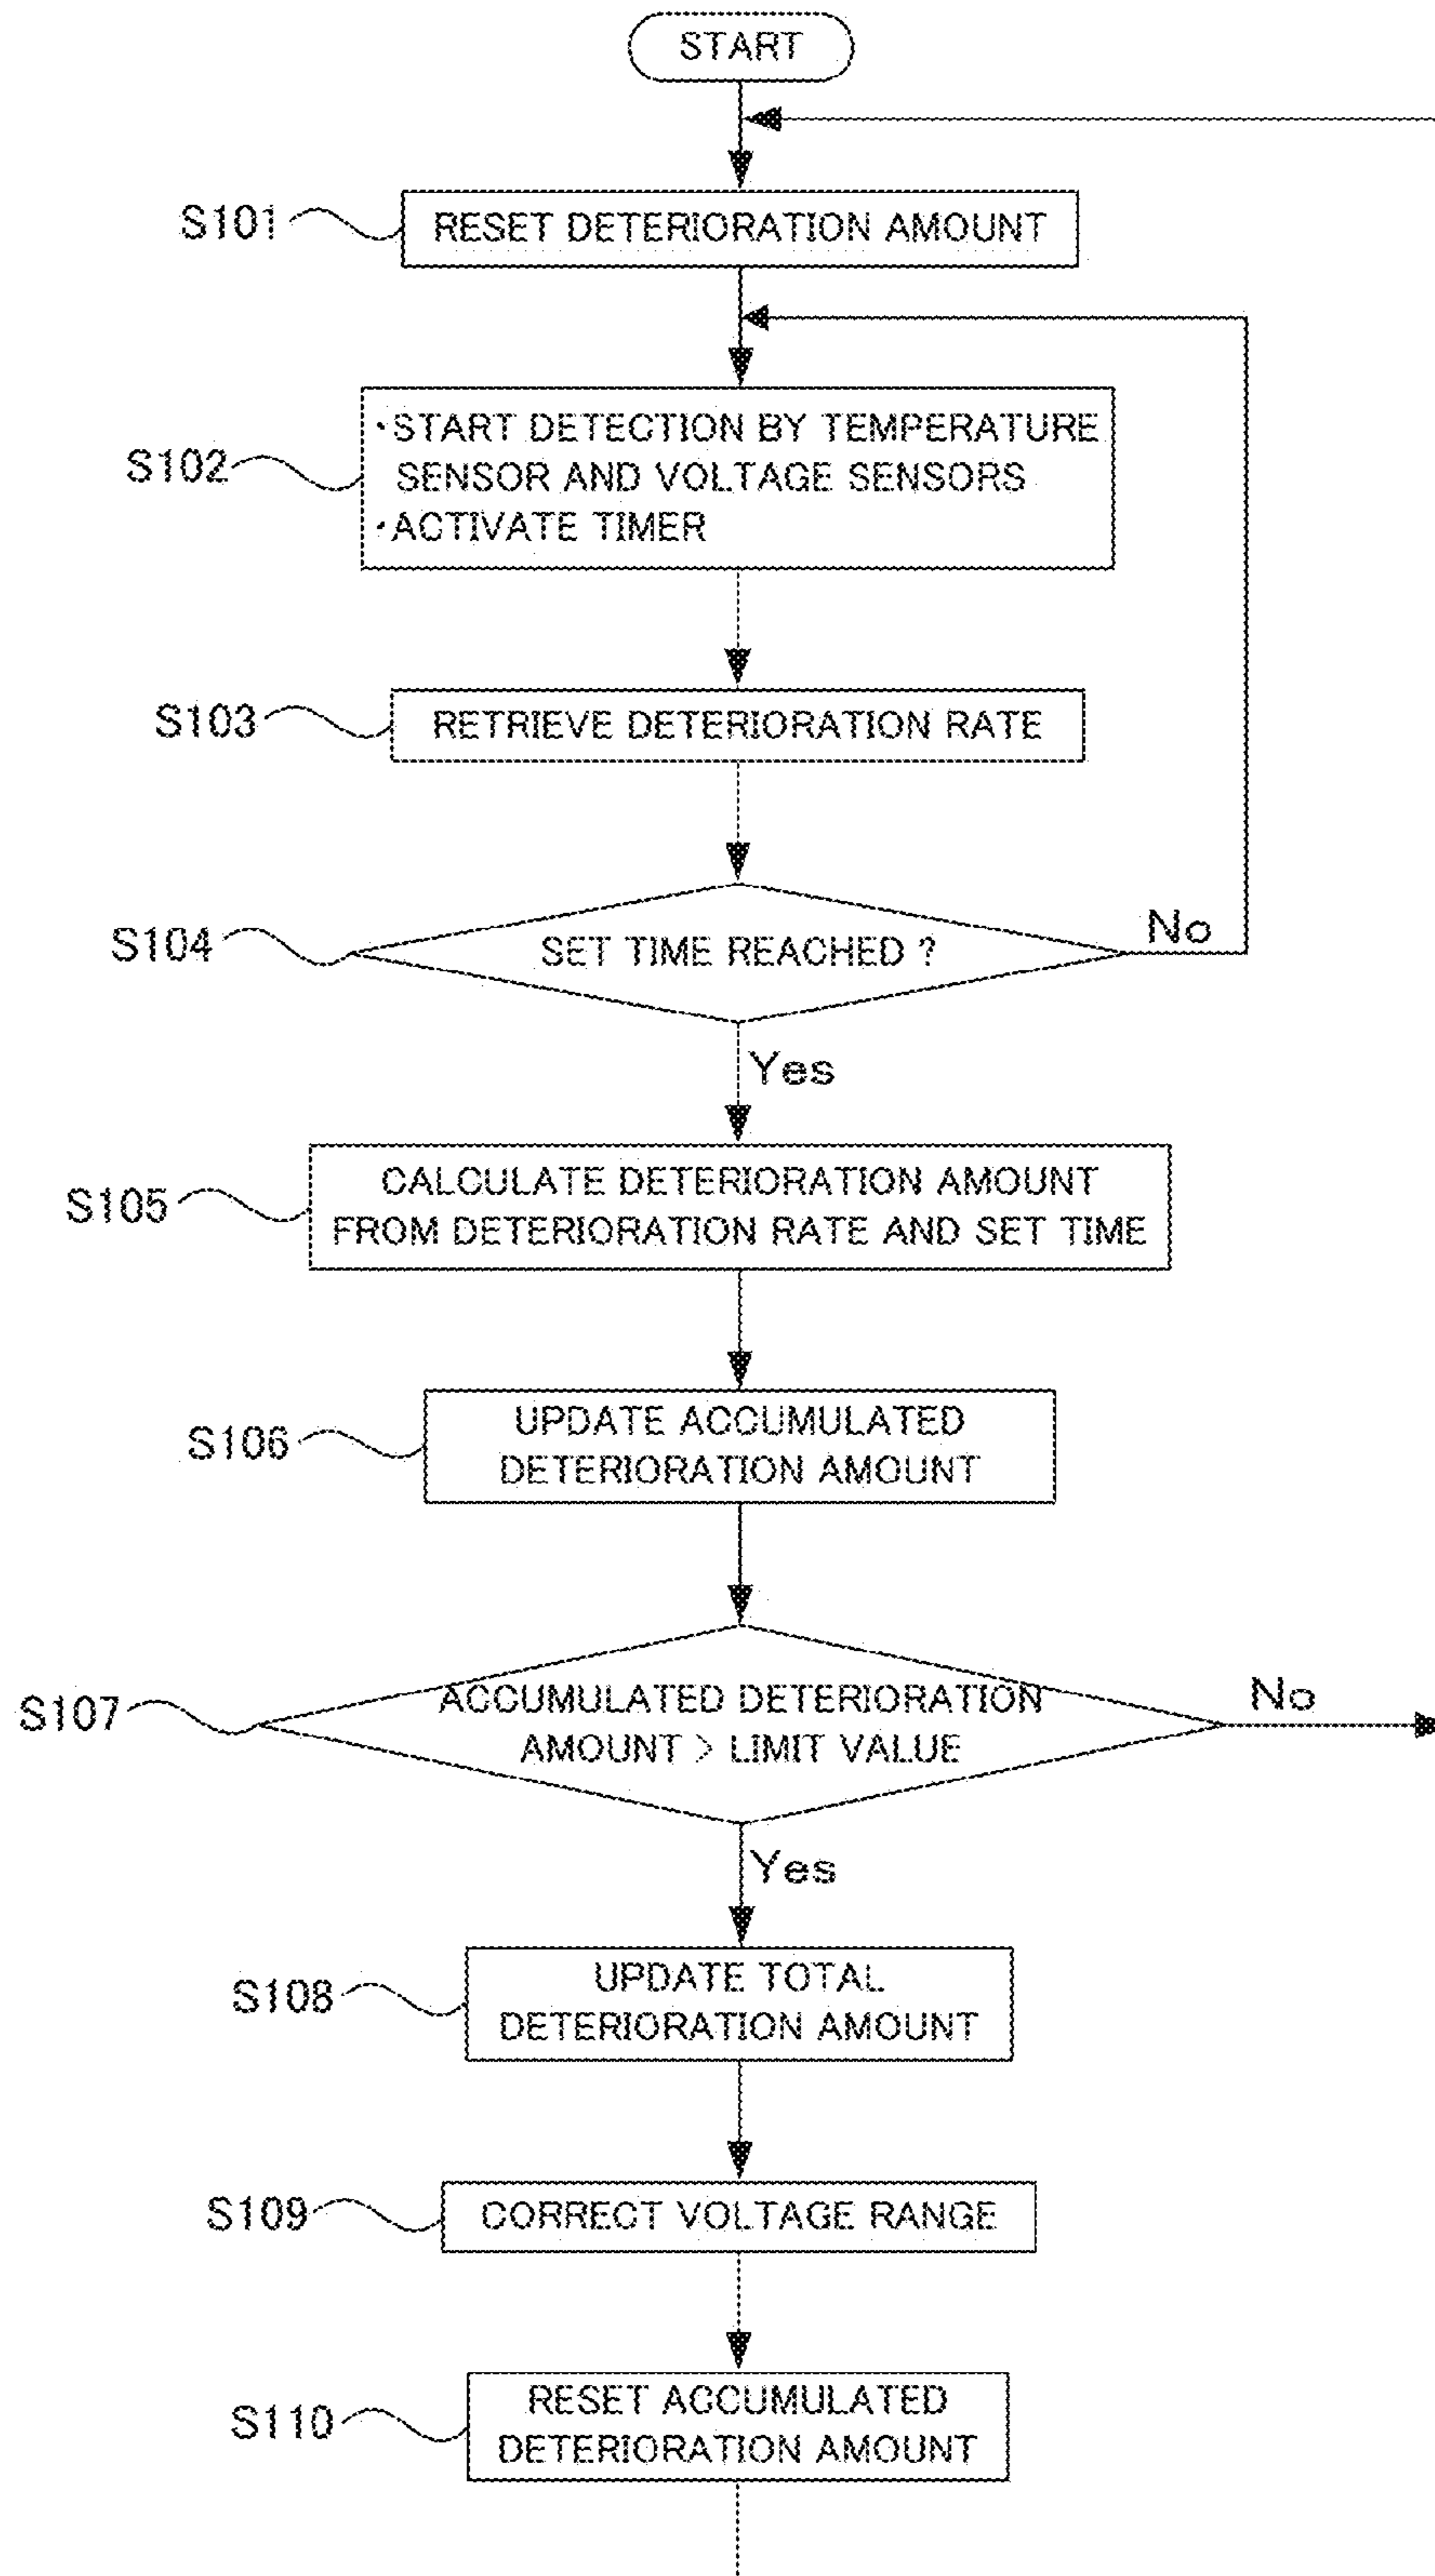 START
S101
RESET DETERIORATION AMOUNT
S102
・START DETECTION BY TEMPERATURE
SENSOR AND VOLTAGE SENSORS
・ACTIVATE TIMER
S103
RETRIEVE DETERIORATION RATE
S104
SET TIME REACHED ?
No
Yes
S105
CALCULATE DETERIORATION AMOUNT
FROM DETERIORATION RATE AND SET TIME
S106
UPDATE ACCUMULATED
DETERIORATION AMOUNT
S107
ACCUMULATED DETERIORATION
AMOUNT > LIMIT VALUE
No
Yes
S108
UPDATE TOTAL
DETERIORATION AMOUNT
S109
CORRECT VOLTAGE RANGE
S110
RESET ACCUMULATED
DETERIORATION AMOUNT